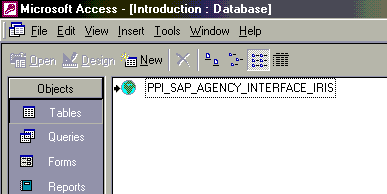 Microsoft Access - [Introduction : Database]
File Edit View Insert Tools Window Help
Open Design New
Objects
PPI_SAP_AGENCY_INTERFACE_IRIS
Tables
Queries
Forms
Reports